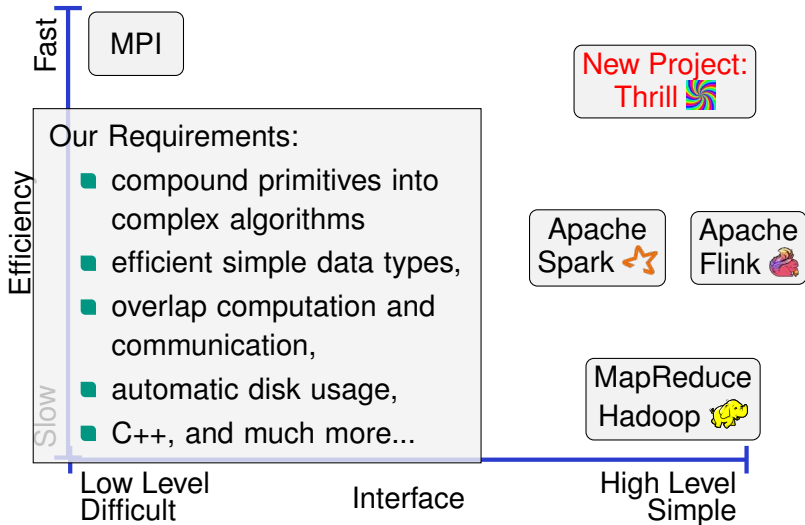 Fast
MPI
New Project:
Thrill
Our Requirements:
compound primitives into
complex algorithms
efficient simple data types,
overlap computation and
communication,
automatic disk usage,
C++, and much more...
Efficiency
Apache
Spark
Apache
Flink
MapReduce
Hadoop
Slow
Low Level
Difficult
Interface
High Level
Simple